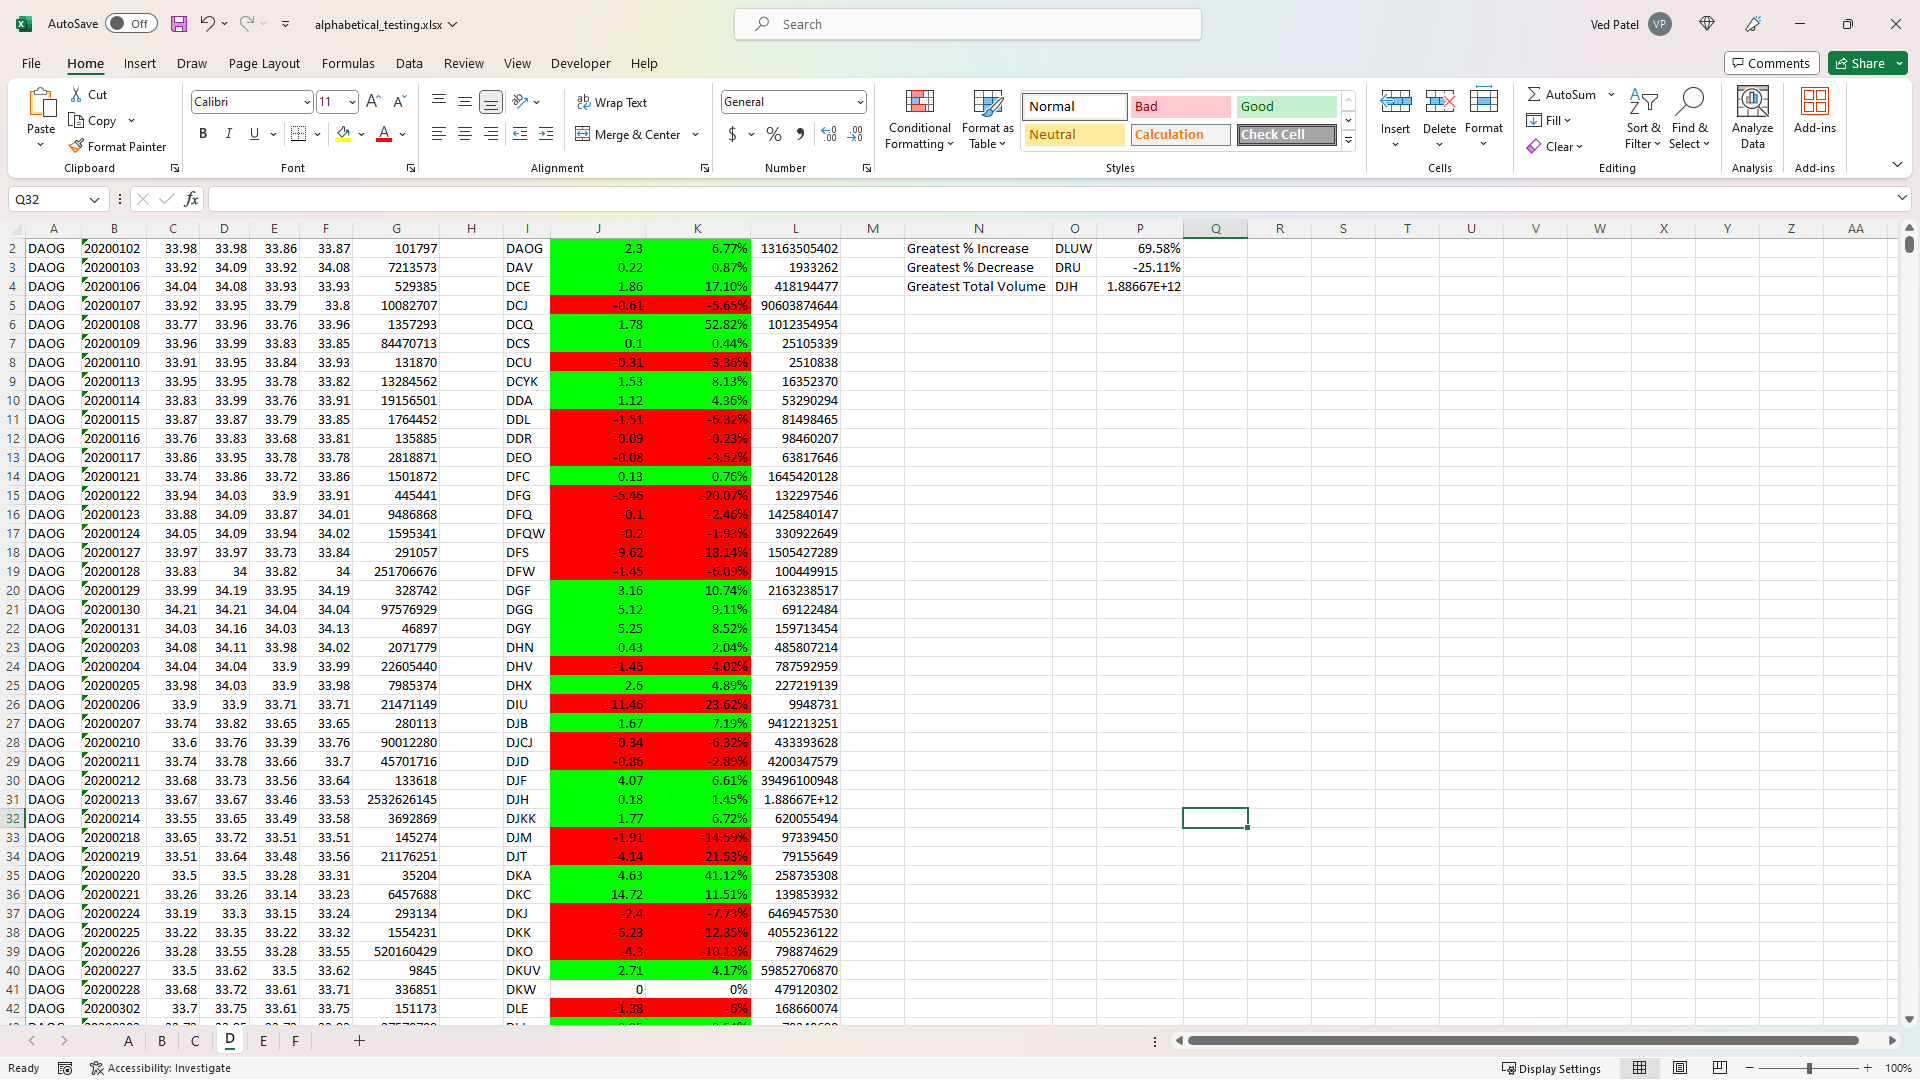 AutoSave Off alphabetical_testing.xlsx Search Ved Patel VP
File Home Insert Draw Page Layout Formulas Data Review View Developer Help Comments Share
Paste Cut Copy Format Painter Clipboard
Calibri 11 B I U A Font
Wrap Text Merge & Center Alignment
General $ % Number
Conditional Formatting Format as Table Normal Bad Good Neutral Calculation Check Cell Styles
Insert Delete Format Cells
AutoSum Fill Clear Sort & Filter Find & Select Editing
Analyze Data Analysis
Add-ins Add-ins
Q32 fx
A B C D E F G H I J K L M N O P Q R S T U V W X Y Z AA
2 DAOG 20200102 33.98 33.98 33.86 33.87 101797 DAOG 2.3 6.77% 13163505402 Greatest % Increase DLUW 69.58%
3 DAOG 20200103 33.92 34.09 33.92 34.08 7213573 DAV 0.22 0.87% 1933262 Greatest % Decrease DRU -25.11%
4 DAOG 20200106 34.04 34.08 33.93 33.93 529385 DCE 1.86 17.10% 418194477 Greatest Total Volume DJH 1.88667E+12
5 DAOG 20200107 33.92 33.95 33.79 33.8 10082707 DCJ -0.61 -5.65% 90603874644
6 DAOG 20200108 33.77 33.96 33.76 33.96 1357293 DCQ 1.78 52.82% 1012354954
7 DAOG 20200109 33.96 33.99 33.83 33.85 84470713 DCS 0.1 0.44% 25105339
8 DAOG 20200110 33.91 33.95 33.84 33.93 131870 DCU -0.31 -3.36% 2510838
9 DAOG 20200113 33.95 33.95 33.78 33.82 13284562 DCYK 1.53 8.13% 16352370
10 DAOG 20200114 33.83 33.99 33.76 33.91 19156501 DDA 1.12 4.36% 53290294
11 DAOG 20200115 33.87 33.87 33.79 33.85 1764452 DDL -1.51 -6.32% 81498465
12 DAOG 20200116 33.76 33.83 33.68 33.81 135885 DDR -0.09 -0.23% 98460207
13 DAOG 20200117 33.86 33.95 33.78 33.78 2818871 DEO -0.08 -3.52% 63817646
14 DAOG 20200121 33.74 33.86 33.72 33.86 1501872 DFC 0.13 0.76% 1645420128
15 DAOG 20200122 33.94 34.03 33.9 33.91 445441 DFG -5.46 -20.07% 132297546
16 DAOG 20200123 33.88 34.09 33.87 34.01 9486868 DFQ -0.1 -2.46% 1425840147
17 DAOG 20200124 34.05 34.09 33.94 34.02 1595341 DFQW -0.2 -1.93% 330922649
18 DAOG 20200127 33.97 33.97 33.73 33.84 291057 DFS -9.62 -18.14% 1505427289
19 DAOG 20200128 33.83 34 33.82 34 251706676 DFW -1.45 -6.09% 100449915
20 DAOG 20200129 33.99 34.19 33.95 34.19 328742 DGF 3.16 10.74% 2163238517
21 DAOG 20200130 34.21 34.21 34.04 34.04 97576929 DGG 5.12 9.11% 69122484
22 DAOG 20200131 34.03 34.16 34.03 34.13 46897 DGY 5.25 8.52% 159713454
23 DAOG 20200203 34.08 34.11 33.98 34.02 2071779 DHN 0.43 2.04% 485807214
24 DAOG 20200204 34.04 34.04 33.9 33.99 22605440 DHV -1.46 -4.02% 787592959
25 DAOG 20200205 33.98 34.03 33.9 33.98 7985374 DHX 2.6 4.89% 227219139
26 DAOG 20200206 33.9 33.9 33.71 33.71 21471149 DIU -11.46 -23.62% 9948731
27 DAOG 20200207 33.74 33.82 33.65 33.65 280113 DJB 1.67 7.19% 9412213251
28 DAOG 20200210 33.6 33.76 33.39 33.76 90012280 DJCJ -0.34 -6.32% 433393628
29 DAOG 20200211 33.74 33.78 33.66 33.7 45701716 DJD -0.86 -2.89% 4200347579
30 DAOG 20200212 33.68 33.73 33.56 33.64 133618 DJF 4.07 6.61% 39496100948
31 DAOG 20200213 33.67 33.67 33.46 33.53 2532626145 DJH 0.18 1.45% 1.88667E+12
32 DAOG 20200214 33.55 33.65 33.49 33.58 3692869 DJKK 1.77 6.72% 620055494
33 DAOG 20200218 33.65 33.72 33.51 33.51 145274 DJM -1.91 -14.59% 97339450
34 DAOG 20200219 33.51 33.64 33.48 33.56 21176251 DJT -4.14 -21.53% 79155649
35 DAOG 20200220 33.5 33.5 33.28 33.31 35204 DKA 4.63 41.12% 258735308
36 DAOG 20200221 33.26 33.26 33.14 33.23 6457688 DKC 14.72 11.51% 139853932
37 DAOG 20200224 33.19 33.3 33.15 33.24 293134 DKJ -2.4 -7.73% 6469457530
38 DAOG 20200225 33.22 33.35 33.22 33.32 1554231 DKK -6.23 -12.35% 4055236122
39 DAOG 20200226 33.28 33.55 33.28 33.55 520160429 DKO -4.3 -10.13% 798874629
40 DAOG 20200227 33.5 33.62 33.5 33.62 9845 DKUV 2.71 4.17% 59852706870
41 DAOG 20200228 33.68 33.72 33.61 33.71 336851 DKW 0 0% 479120302
42 DAOG 20200302 33.7 33.75 33.61 33.75 151173 DLE -1.38 -6% 168660074
A B C D E F
Ready Accessibility: Investigate Display Settings 100%